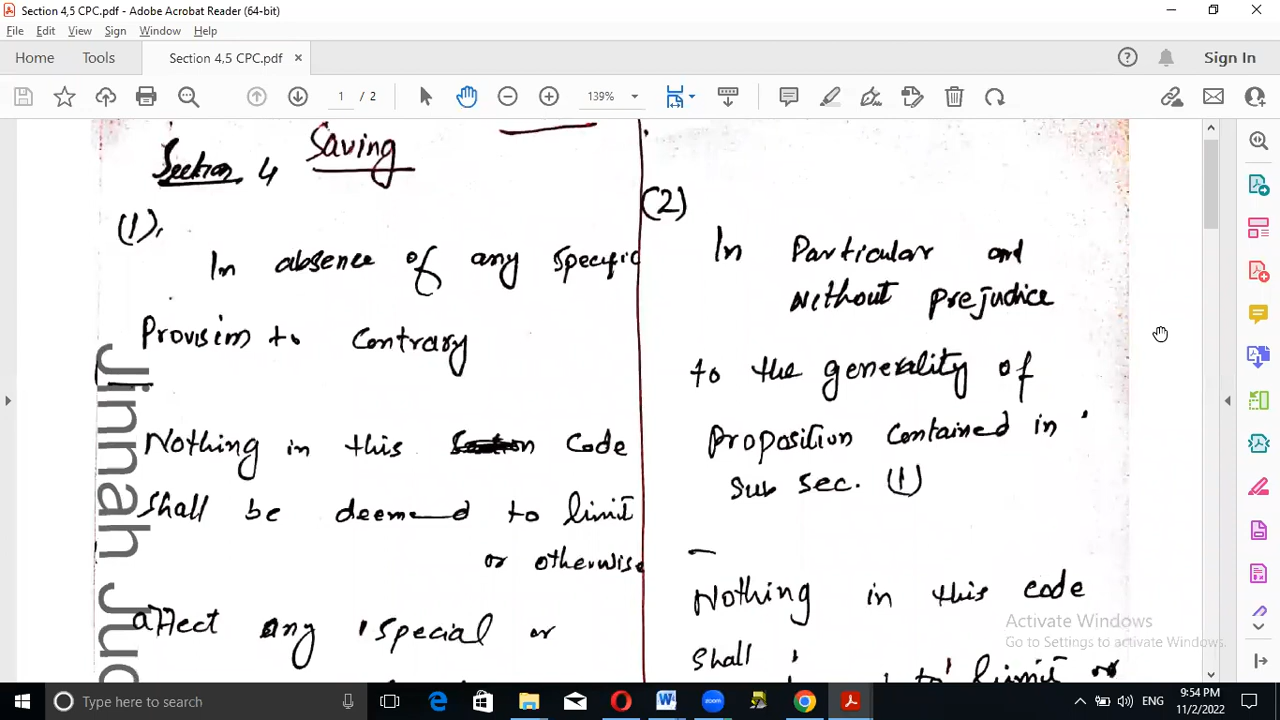 Section 4,5 CPC.pdf - Adobe Acrobat Reader (64-bit)
File Edit View Sign Window Help
Home Tools Section 4,5 CPC.pdf × Sign In
1 / 2 139%
Section 4 Saving
(1).
In absence of any specific
Provision to Contrary
Nothing in this Code
shall be deemed to limit
or otherwise
affect any special or
(2)
In Particular and
without prejudice
to the generality of
proposition contained in
Sub sec. (1)
Nothing in this code
shall
to limit or
Jinnah Jud
Activate Windows
Go to Settings to activate Windows.
Type here to search
ENG
9:54 PM
11/2/2022